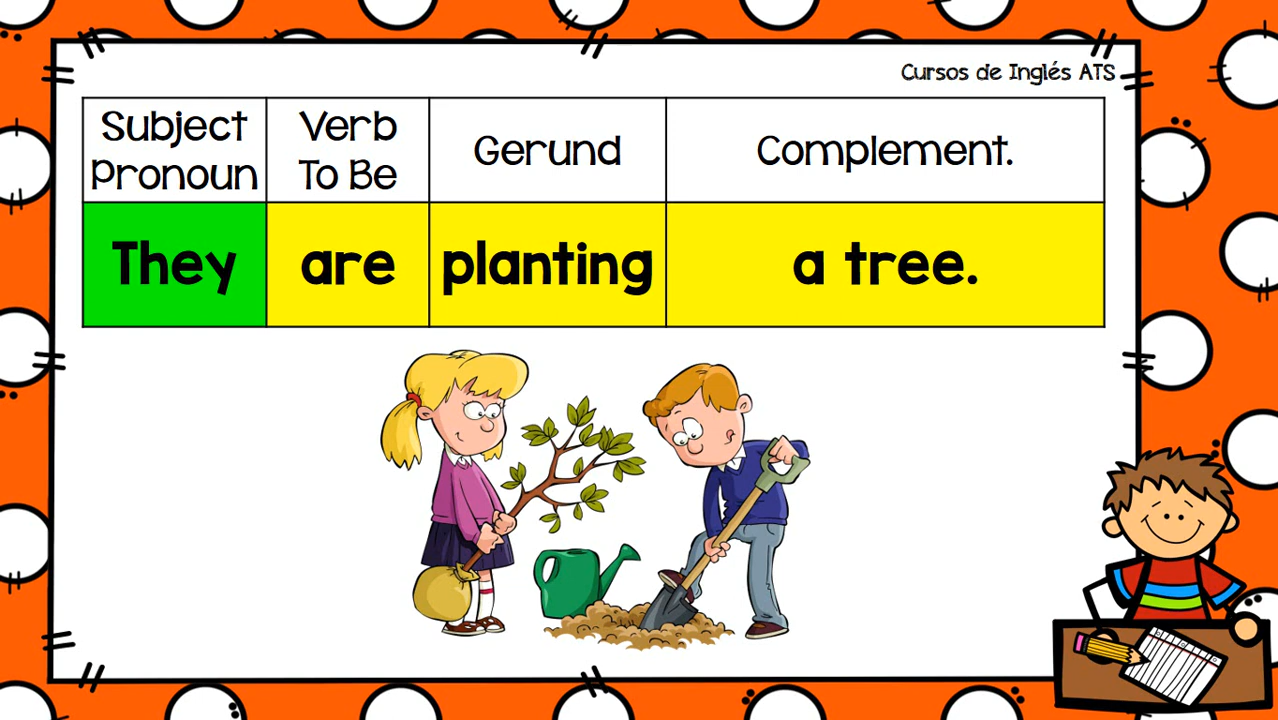 Cursos de Inglés ATS
Subject Pronoun
Verb To Be
Gerund
Complement.
They
are
planting
a tree.